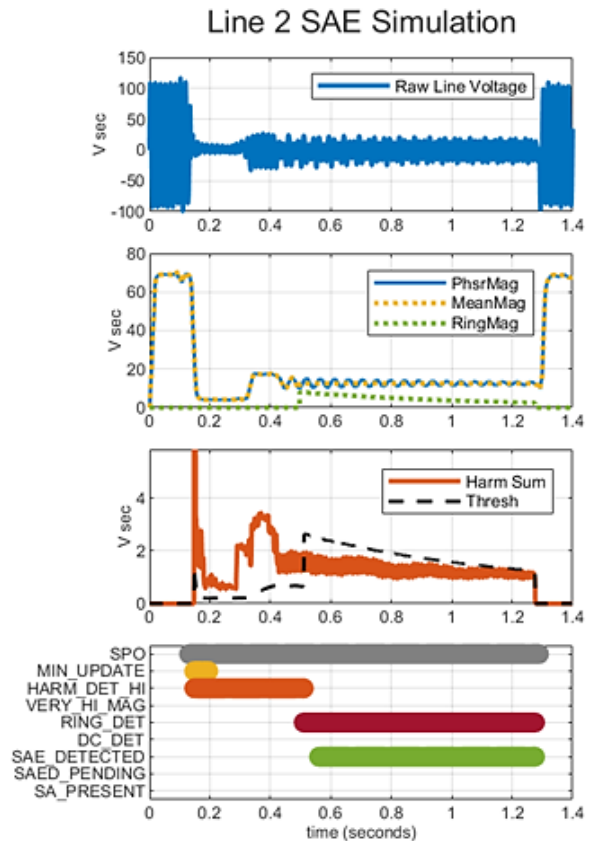 Line 2 SAE Simulation
150
100
50
0
-50
-100
V sec
Raw Line Voltage
0 0.2 0.4 0.6 0.8 1 1.2 1.4
80
60
40
20
0
V sec
PhsrMag
MeanMag
RingMag
0 0.2 0.4 0.6 0.8 1 1.2 1.4
4
2
0
V sec
Harm Sum
Thresh
0 0.2 0.4 0.6 0.8 1 1.2 1.4
SPO
MIN_UPDATE
HARM_DET_HI
VERY_HI_MAG
RING_DET
DC_DET
SAE_DETECTED
SAED_PENDING
SA_PRESENT
0 0.2 0.4 0.6 0.8 1 1.2 1.4
time (seconds)